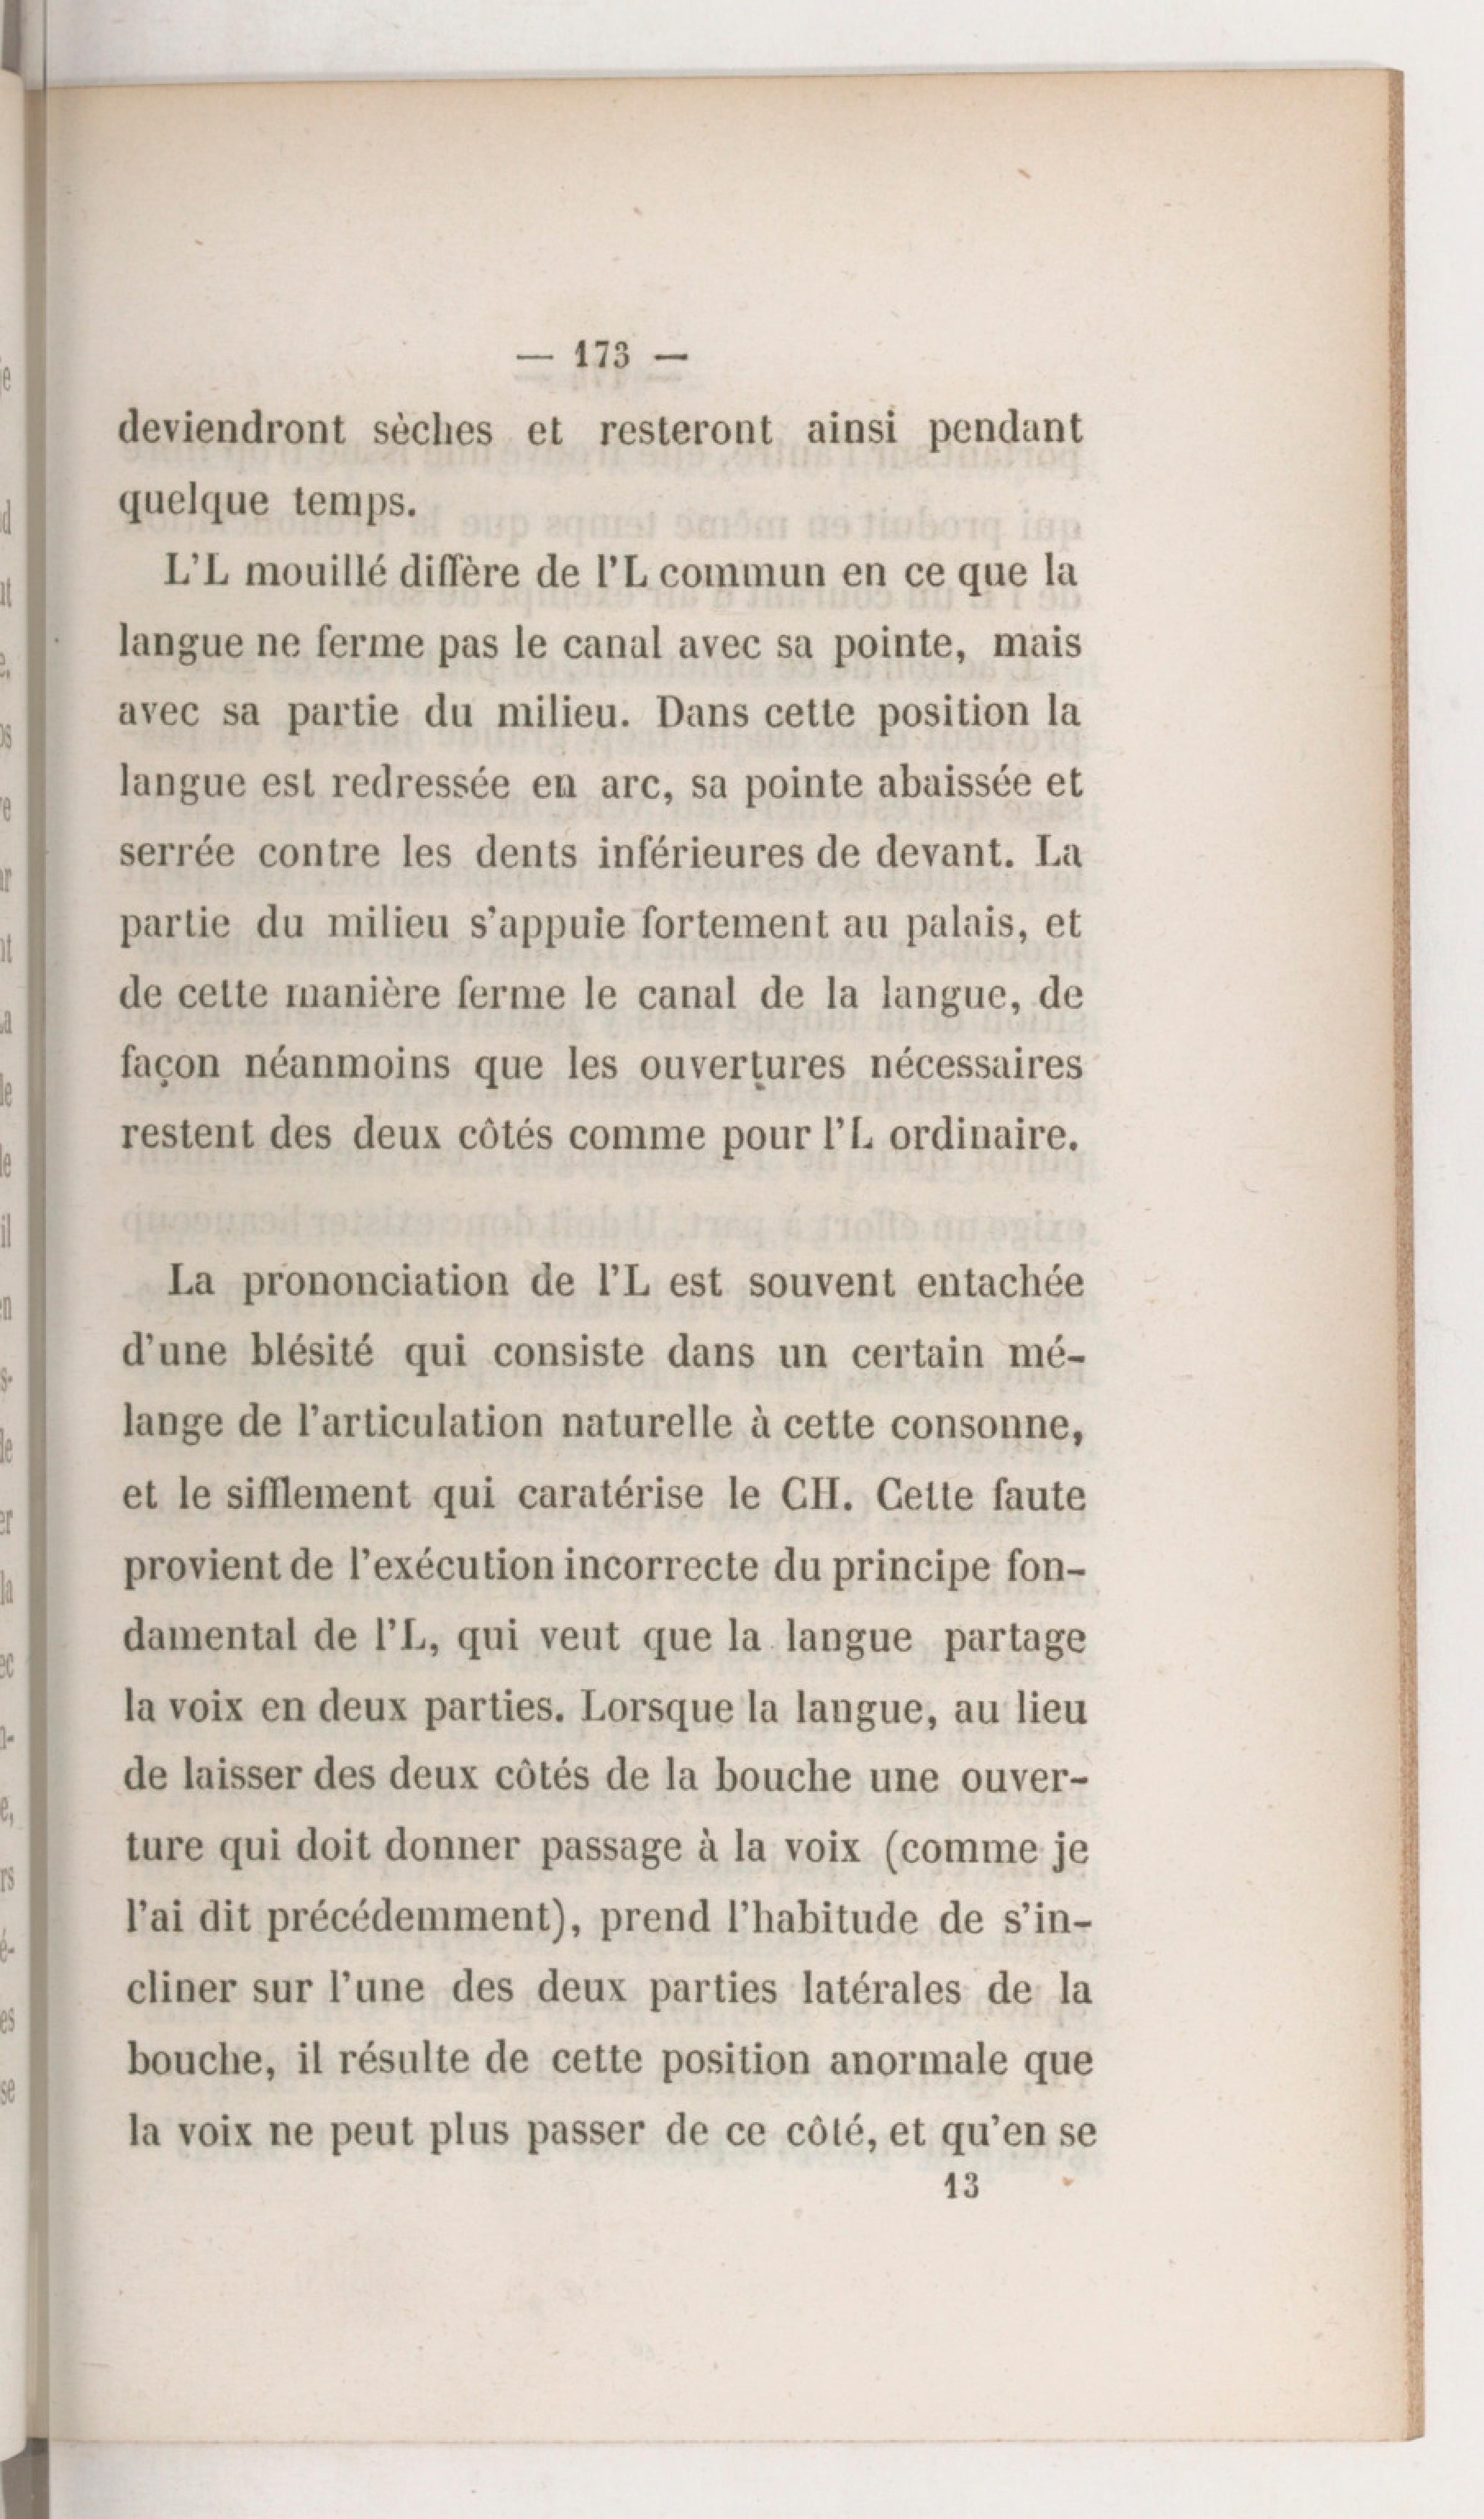 — 173 —
deviendront sèches et resteront ainsi pendant
quelque temps.
L'L mouillé diffère de l'L commun en ce que la
langue ne ferme pas le canal avec sa pointe, mais
avec sa partie du milieu. Dans cette position la
langue est redressée en arc, sa pointe abaissée et
serrée contre les dents inférieures de devant. La
partie du milieu s'appuie fortement au palais, et
de cette manière ferme le canal de la langue, de
façon néanmoins que les ouvertures nécessaires
restent des deux côtés comme pour l'L ordinaire.
La prononciation de l'L est souvent entachée
d'une blésité qui consiste dans un certain mé-
lange de l'articulation naturelle à cette consonne,
et le sifflement qui caratérise le CH. Cette faute
provient de l'exécution incorrecte du principe fon-
damental de l'L, qui veut que la langue partage
la voix en deux parties. Lorsque la langue, au lieu
de laisser des deux côtés de la bouche une ouver-
ture qui doit donner passage à la voix (comme je
l'ai dit précédemment), prend l'habitude de s'in-
cliner sur l'une des deux parties latérales de la
bouche, il résulte de cette position anormale que
la voix ne peut plus passer de ce côté, et qu'en se
13